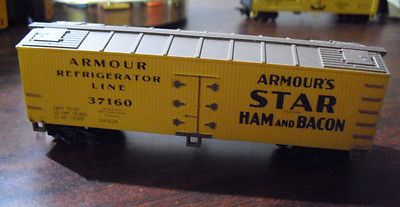 ARMOUR
REFRIGERATOR
LINE
37160
ARMOUR'S
STAR
HAM AND BACON